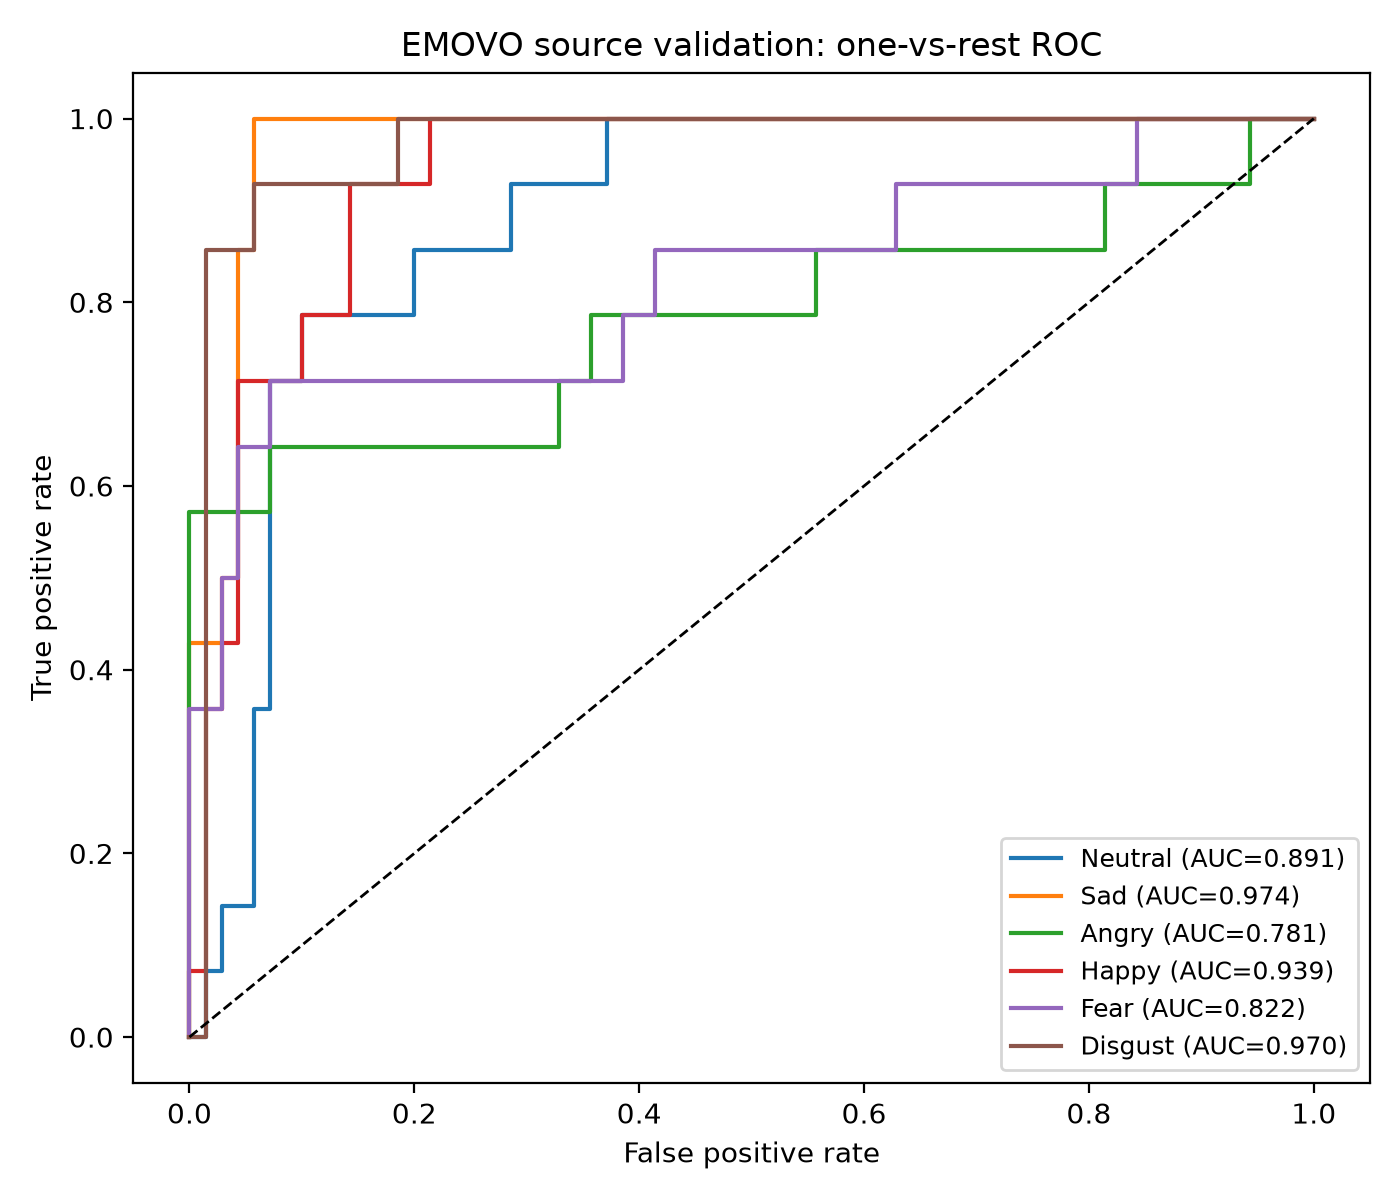 EMOVO source validation: one-vs-rest ROC
True positive rate
1.0
0.8
0.6
0.4
0.2
0.0
Neutral (AUC=0.891)
Sad (AUC=0.974)
Angry (AUC=0.781)
Happy (AUC=0.939)
Fear (AUC=0.822)
Disgust (AUC=0.970)
0.0 0.2 0.4 0.6 0.8 1.0
False positive rate